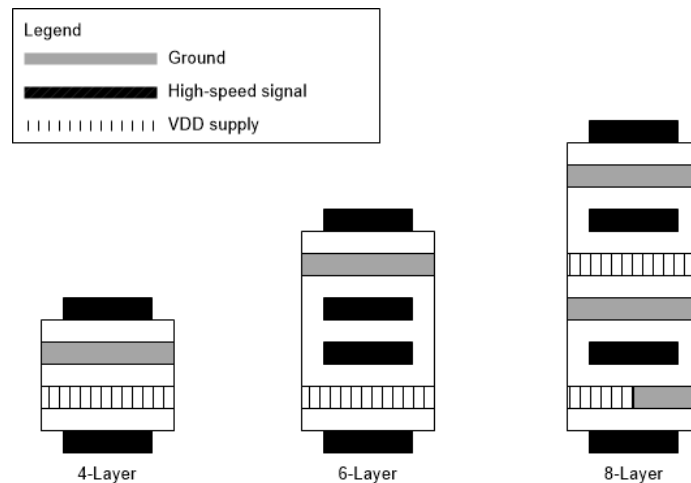 Legend
Ground
High-speed signal
VDD supply
4-Layer
6-Layer
8-Layer